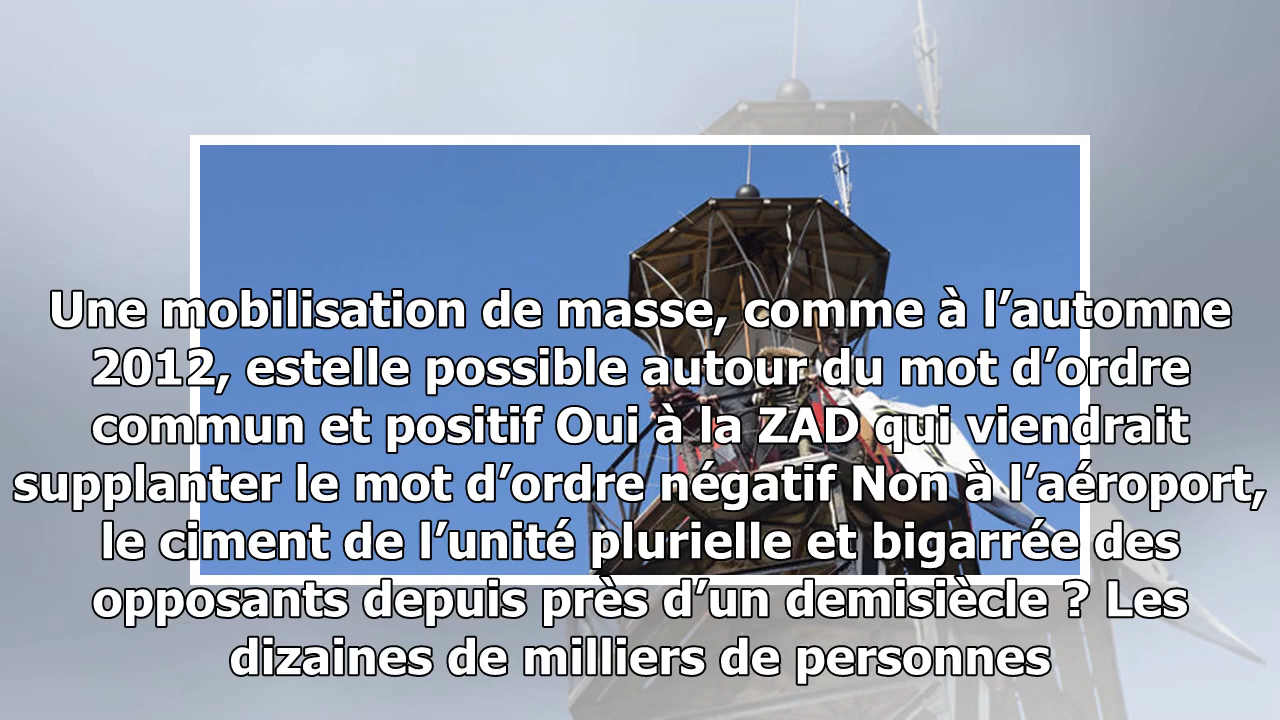 Une mobilisation de masse, comme à l’automne
2012, estelle possible autour du mot d’ordre
commun et positif Oui à la ZAD qui viendrait
supplanter le mot d’ordre négatif Non à l’aéroport,
le ciment de l’unité plurielle et bigarrée des
opposants depuis près d’un demisiècle ? Les
dizaines de milliers de personnes